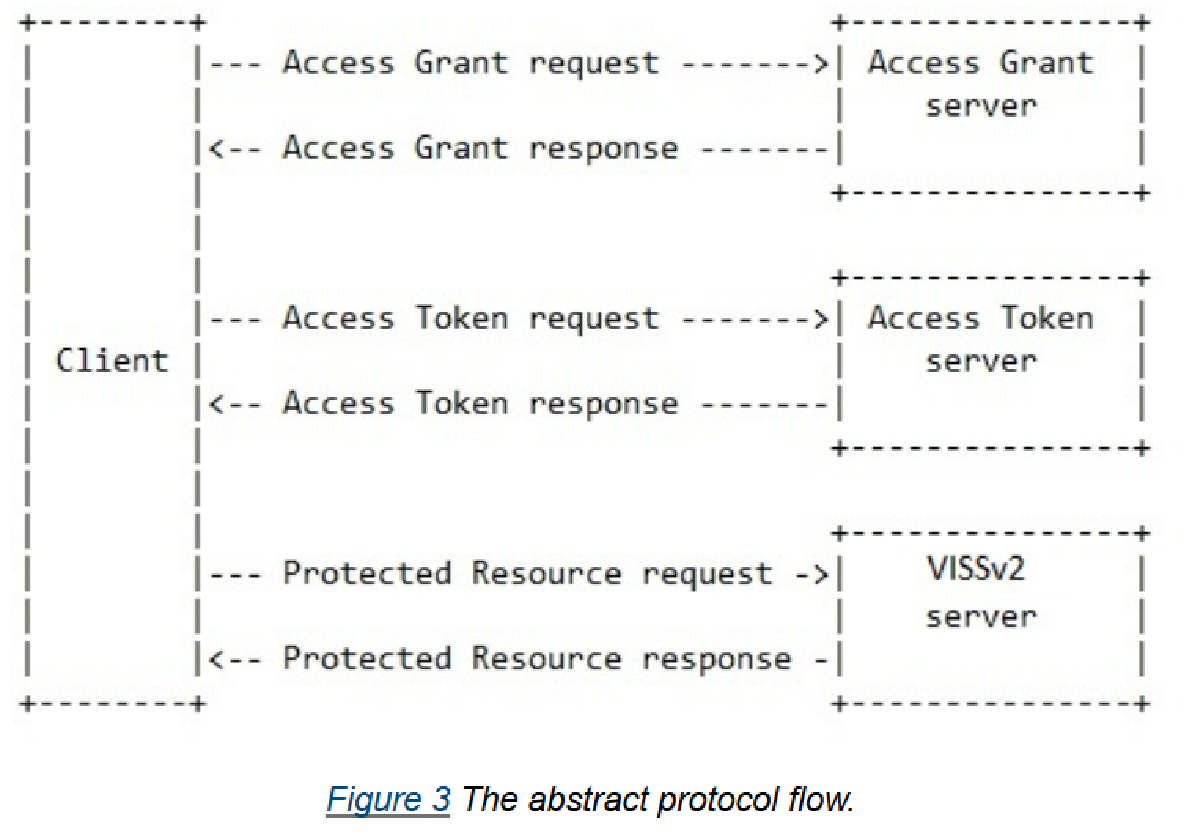 Access Grant request
Access Grant
server
Access Grant response
Access Token request
Access Token
Client
server
Access Token response
Protected Resource request
VISSv2
server
Protected Resource response
Figure 3 The abstract protocol flow.